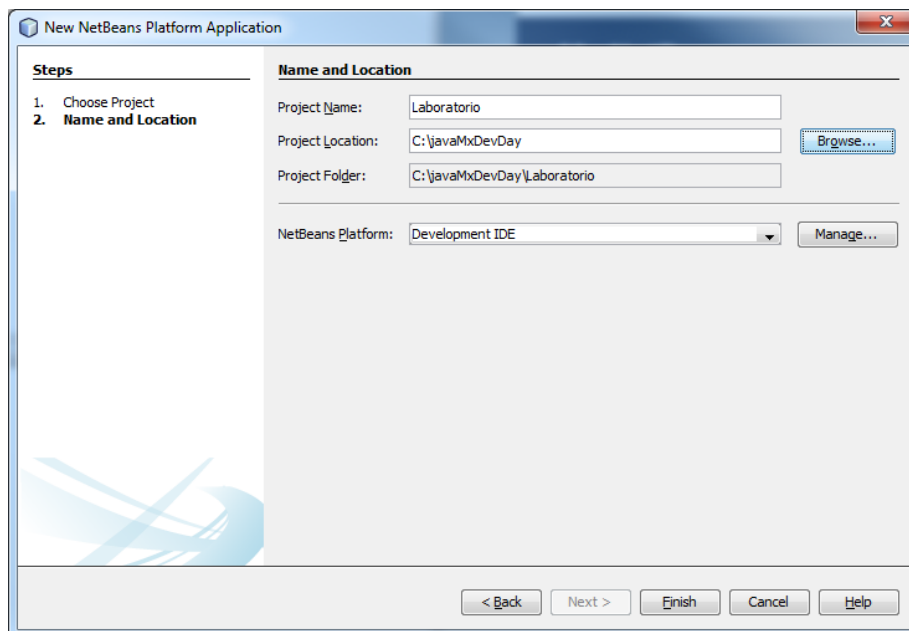 New NetBeans Platform Application
Steps
1. Choose Project
2. Name and Location
Name and Location
Project Name: Laboratorio
Project Location: C:\javaMxDevDay Browse...
Project Folder: C:\javaMxDevDay\Laboratorio
NetBeans Platform: Development IDE Manage...
< Back Next > Finish Cancel Help